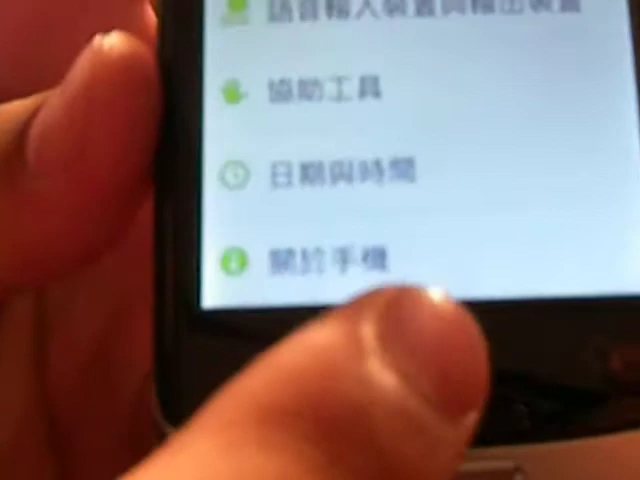 語音輸入裝置與輸出裝置
協助工具
日期與時間
關於手機